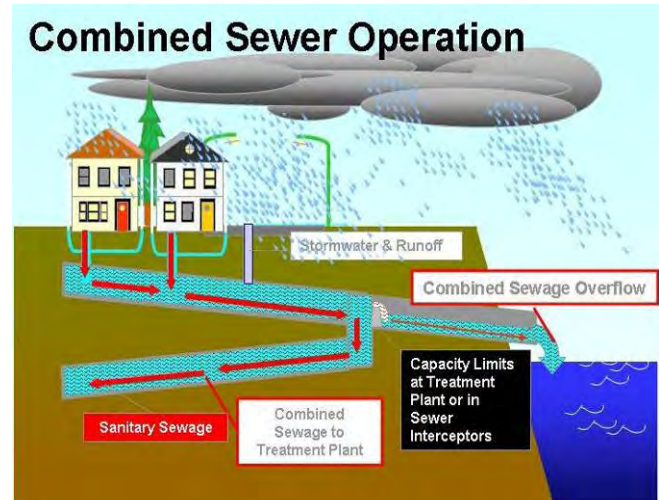 Combined Sewer Operation
Stormwater & Runoff
Combined Sewage Overflow
Capacity Limits
at Treatment
Plant or in
Sewer
Interceptors
Sanitary Sewage
Combined
Sewage to
Treatment Plant